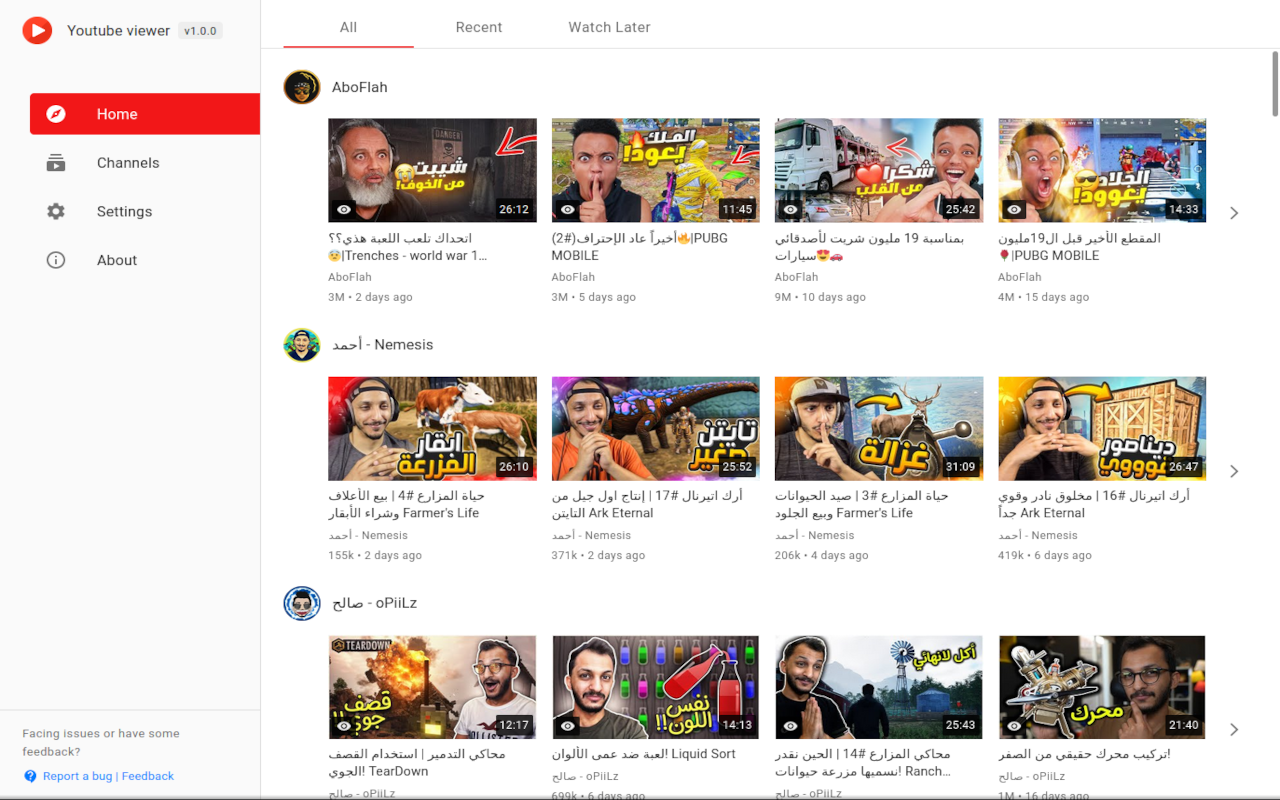 Youtube viewer v1.0.0
Home
Channels
Settings
About
Facing issues or have some
feedback?
Report a bug | Feedback
All
Recent
Watch Later
AboFlah
DANGER
شيبت
من الخوف!
26:12
اتحداك تلعب اللعبة هذي؟؟
😨|Trenches - world war 1...
AboFlah
3M • 2 days ago
الملك
يعود!
11:45
أخيراً عاد الإحتراف(#2)🔥|PUBG
MOBILE
AboFlah
3M • 5 days ago
شكرا
من القلب
25:42
بمناسبة 19 مليون شريت لأصدقائي
سيارات😍🚗
AboFlah
9M • 10 days ago
الجلاد
يعوود!
14:33
المقطع الأخير قبل ال19مليون
🌹|PUBG MOBILE
AboFlah
4M • 15 days ago
أحمد - Nemesis
ابقار
المزرعة
26:10
حياة المزارع #4 | بيع الأعلاف
وشراء الأبقار Farmer's Life
أحمد - Nemesis
155k • 2 days ago
تايتن
صغير
25:52
أرك اتيرنال #17 | إنتاج اول جيل من
التايتن Ark Eternal
أحمد - Nemesis
371k • 2 days ago
غزالة
31:09
حياة المزارع #3 | صيد الحيوانات
وبيع الجلود Farmer's Life
أحمد - Nemesis
206k • 4 days ago
ديناصور
26:47
أرك اتيرنال #16 | مخلوق نادر وقوي
جداً Ark Eternal
أحمد - Nemesis
419k • 6 days ago
صالح - oPiiLz
TEARDOWN
قصف
جوي!!
12:17
محاكي التدمير | استخدام القصف
الجوي! TearDown
صالح - oPiiLz
نفس
اللون!!
14:13
لعبة ضد عمى الألوان! Liquid Sort
صالح - oPiiLz
699k • 6 days ago
أكل لانهائي
25:43
محاكي المزارع #14 | الحين نقدر
نسميها مزرعة حيوانات! Ranch...
صالح - oPiiLz
محرك
21:40
تركيب محرك حقيقي من الصفر!
صالح - oPiiLz
1M • 16 days ago